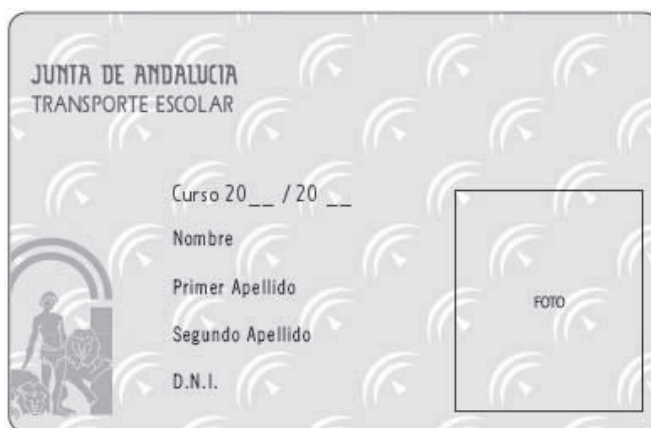 JUNTA DE ANDALUCIA
TRANSPORTE ESCOLAR
Curso 20__ / 20 __
Nombre
Primer Apellido
FOTO
Segundo Apellido
D.N.I.